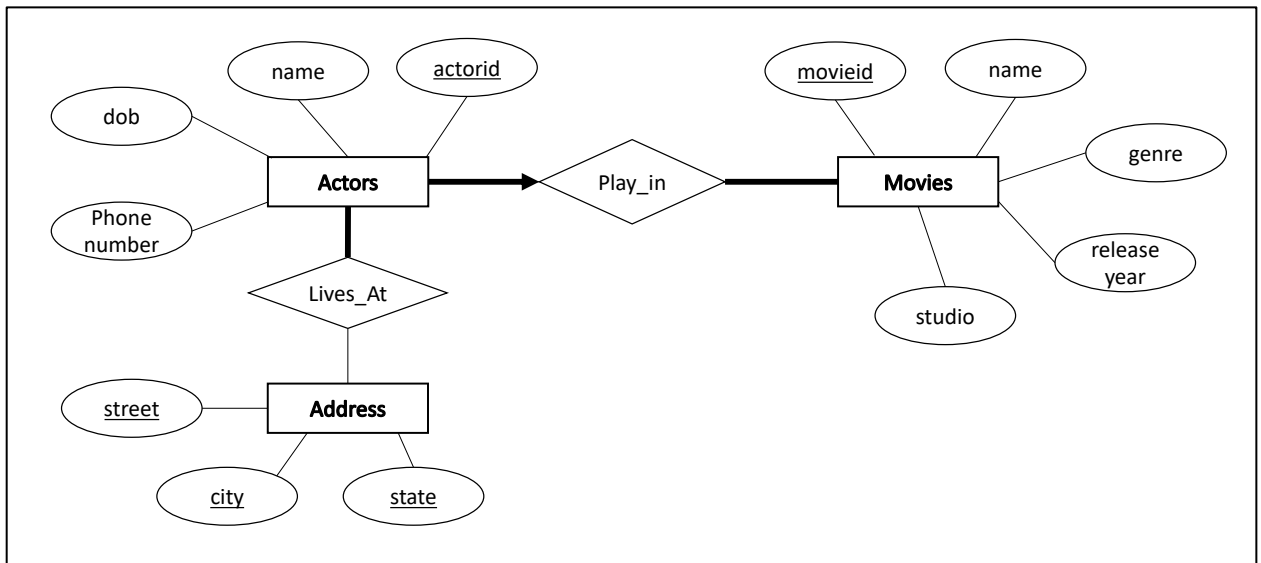 name
actorid
movieid
name
dob
genre
Actors
Play_in
Movies
Phone
number
release
year
Lives_At
studio
street
Address
city
state